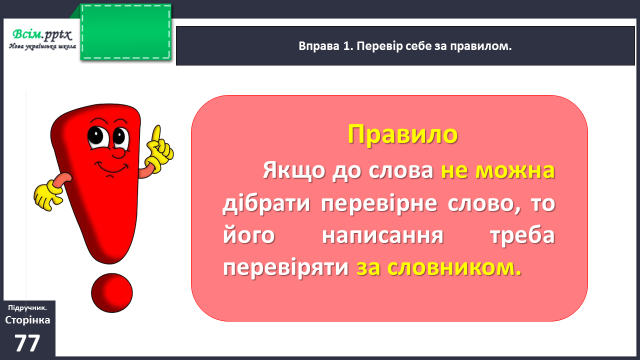 Всім.pptx
Нова українська школа
Вправа 1. Перевір себе за правилом.
Правило
Якщо до слова не можна
дібрати перевірне слово, то
його написання треба
перевіряти за словником.
Підручник.
Сторінка
77